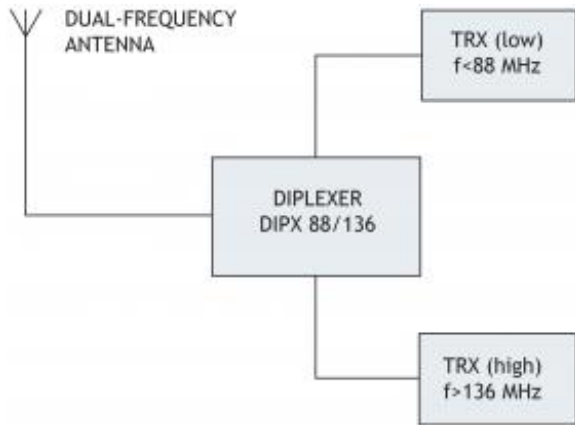 DUAL-FREQUENCY
ANTENNA
TRX (low)
f<88 MHz
DIPLEXER
DIPX 88/136
TRX (high)
f>136 MHz